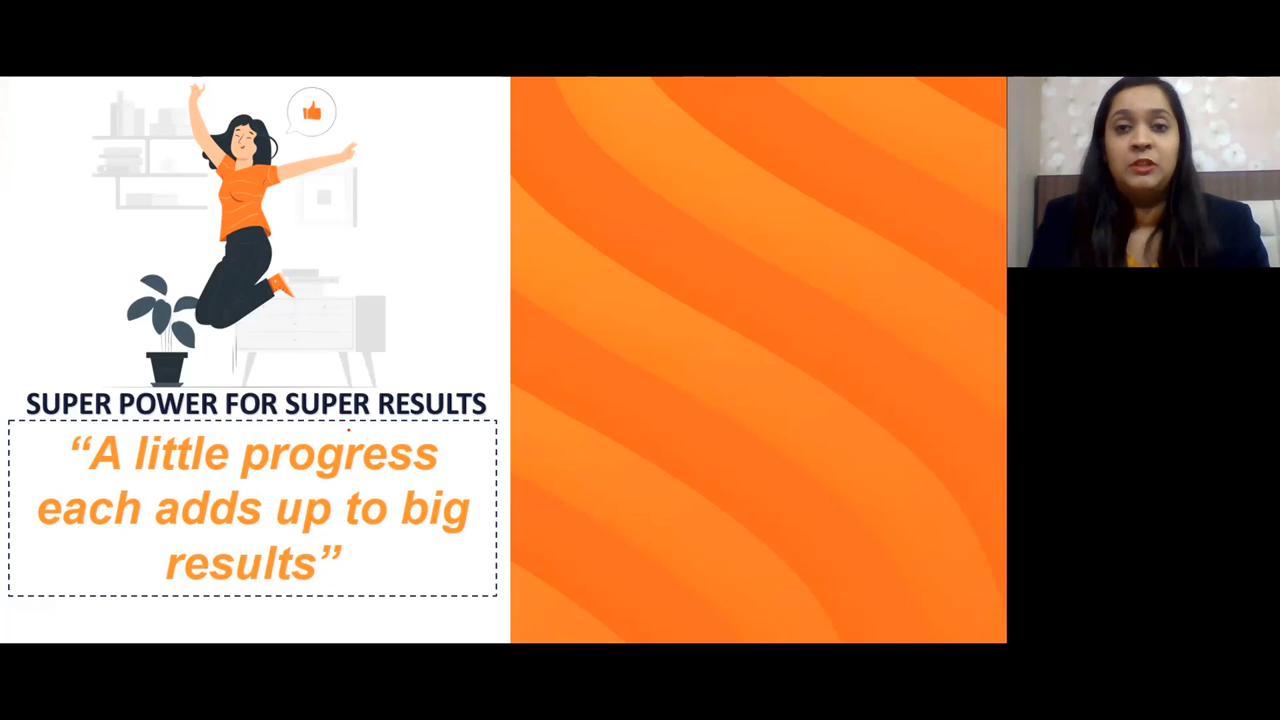 SUPER POWER FOR SUPER RESULTS
“A little progress
each adds up to big
results”